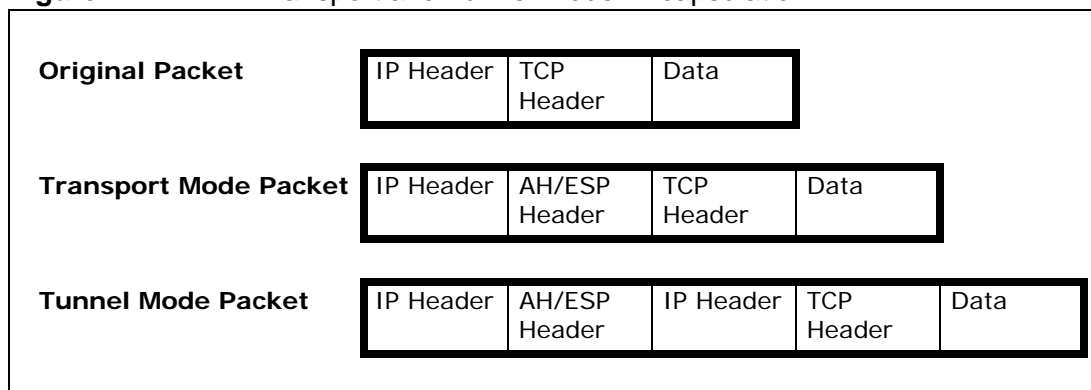 Original Packet
IP Header TCP Header Data
Transport Mode Packet
IP Header AH/ESP Header TCP Header Data
Tunnel Mode Packet
IP Header AH/ESP Header IP Header TCP Header Data